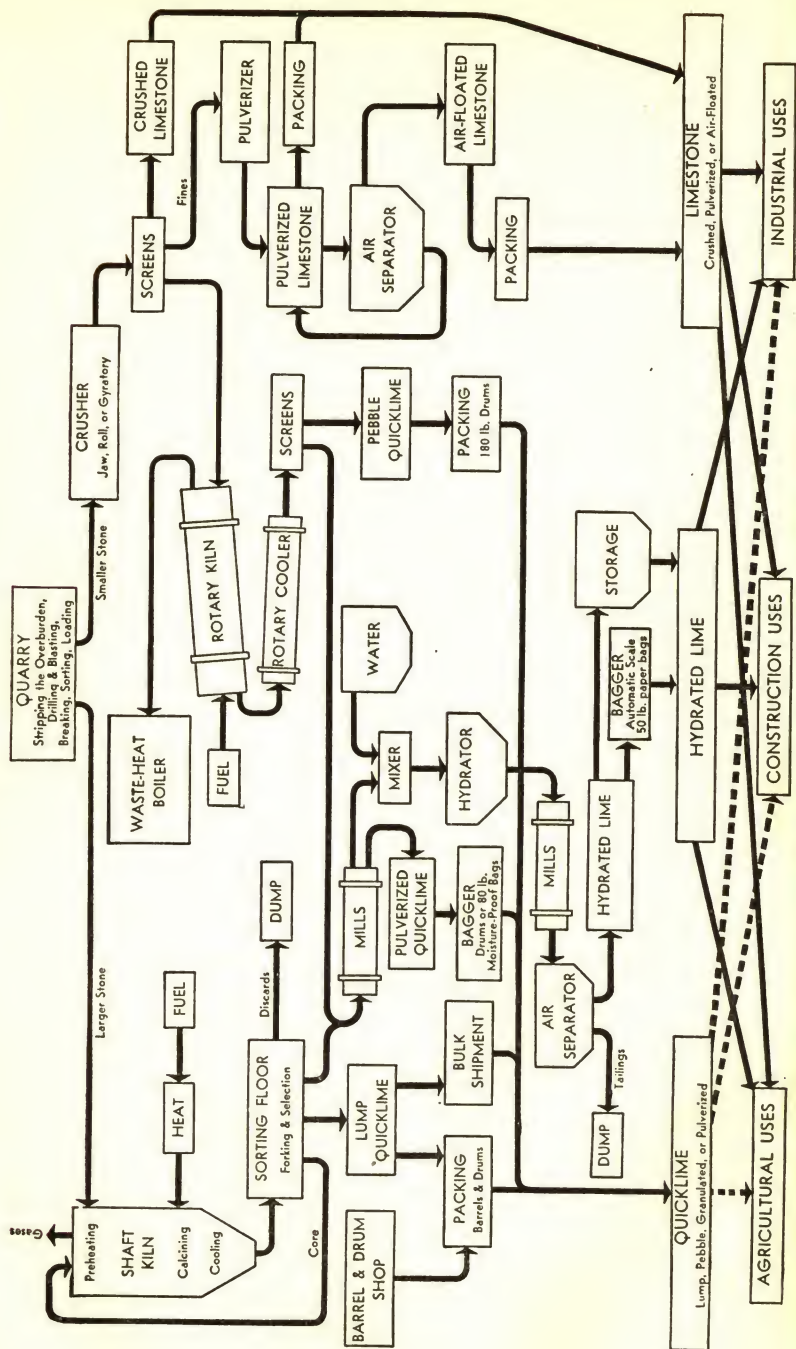 QUARRY
Stripping the Overburden,
Drilling & Blasting,
Breaking, Sorting, Loading
Larger Stone
Smaller Stone
Gases
Preheating
SHAFT
KILN
Calcining
Cooling
HEAT
FUEL
WASTE-HEAT
BOILER
CRUSHER
Jaw, Roll, or Gyratory
SCREENS
CRUSHED
LIMESTONE
Fines
PULVERIZER
ROTARY KILN
FUEL
ROTARY COOLER
SCREENS
PULVERIZED
LIMESTONE
PACKING
AIR
SEPARATOR
AIR-FLOATED
LIMESTONE
PACKING
PEBBLE
QUICKLIME
PACKING
180 lb. Drums
SORTING FLOOR
Forking & Selection
Discards
DUMP
Core
BARREL & DRUM
SHOP
LUMP
QUICKLIME
PACKING
Barrels & Drums
BULK
SHIPMENT
MILLS
PULVERIZED
QUICKLIME
BAGGER
Drums or 80 lb.
Moisture-Proof Bags
WATER
MIXER
HYDRATOR
MILLS
AIR
SEPARATOR
Tailings
DUMP
HYDRATED LIME
STORAGE
BAGGER
Automatic Scale
50 lb. paper bags
QUICKLIME
Lump, Pebble, Granulated, or Pulverized
HYDRATED LIME
LIMESTONE
Crushed, Pulverized, or Air-Floated
AGRICULTURAL USES
CONSTRUCTION USES
INDUSTRIAL USES